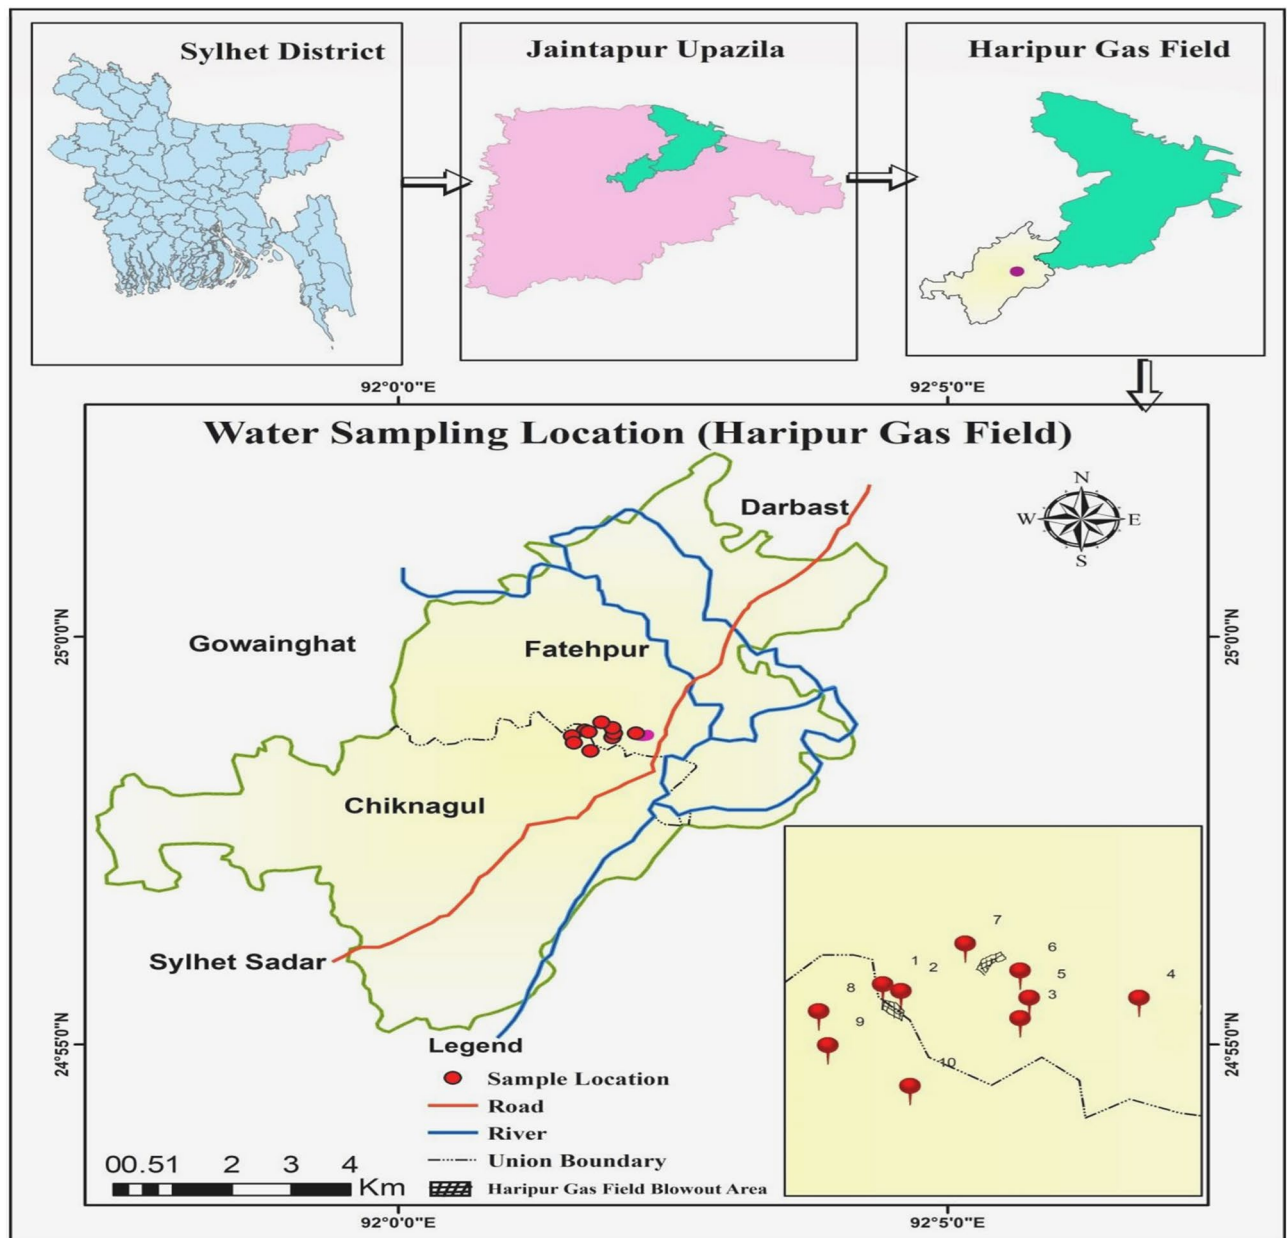 Sylhet District
Jaintapur Upazila
Haripur Gas Field
92°0'0"E
92°5'0"E
Water Sampling Location (Haripur Gas Field)
Darbast
N
W
E
S
25°0'0"N
25°0'0"N
Gowainghat
Fatehpur
Chiknagul
Sylhet Sadar
7
6
1
2
5
4
8
3
9
10
24°55'0"N
24°55'0"N
Legend
Sample Location
Road
River
Union Boundary
Haripur Gas Field Blowout Area
00.51 2 3 4
Km
92°0'0"E
92°5'0"E